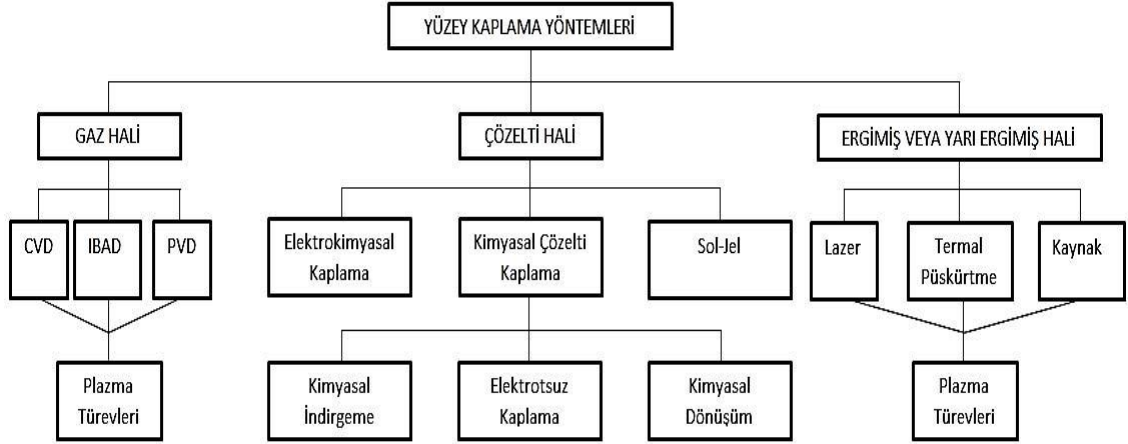 YÜZEY KAPLAMA YÖNTEMLERİ
GAZ HALİ
ÇÖZELTİ HALİ
ERGİMİŞ VEYA YARI ERGİMİŞ HALİ
CVD
IBAD
PVD
Elektrokimyasal
Kaplama
Kimyasal Çözelti
Kaplama
Sol-Jel
Lazer
Termal
Püskürtme
Kaynak
Plazma
Türevleri
Kimyasal
İndirgeme
Elektrotsuz
Kaplama
Kimyasal
Dönüşüm
Plazma
Türevleri